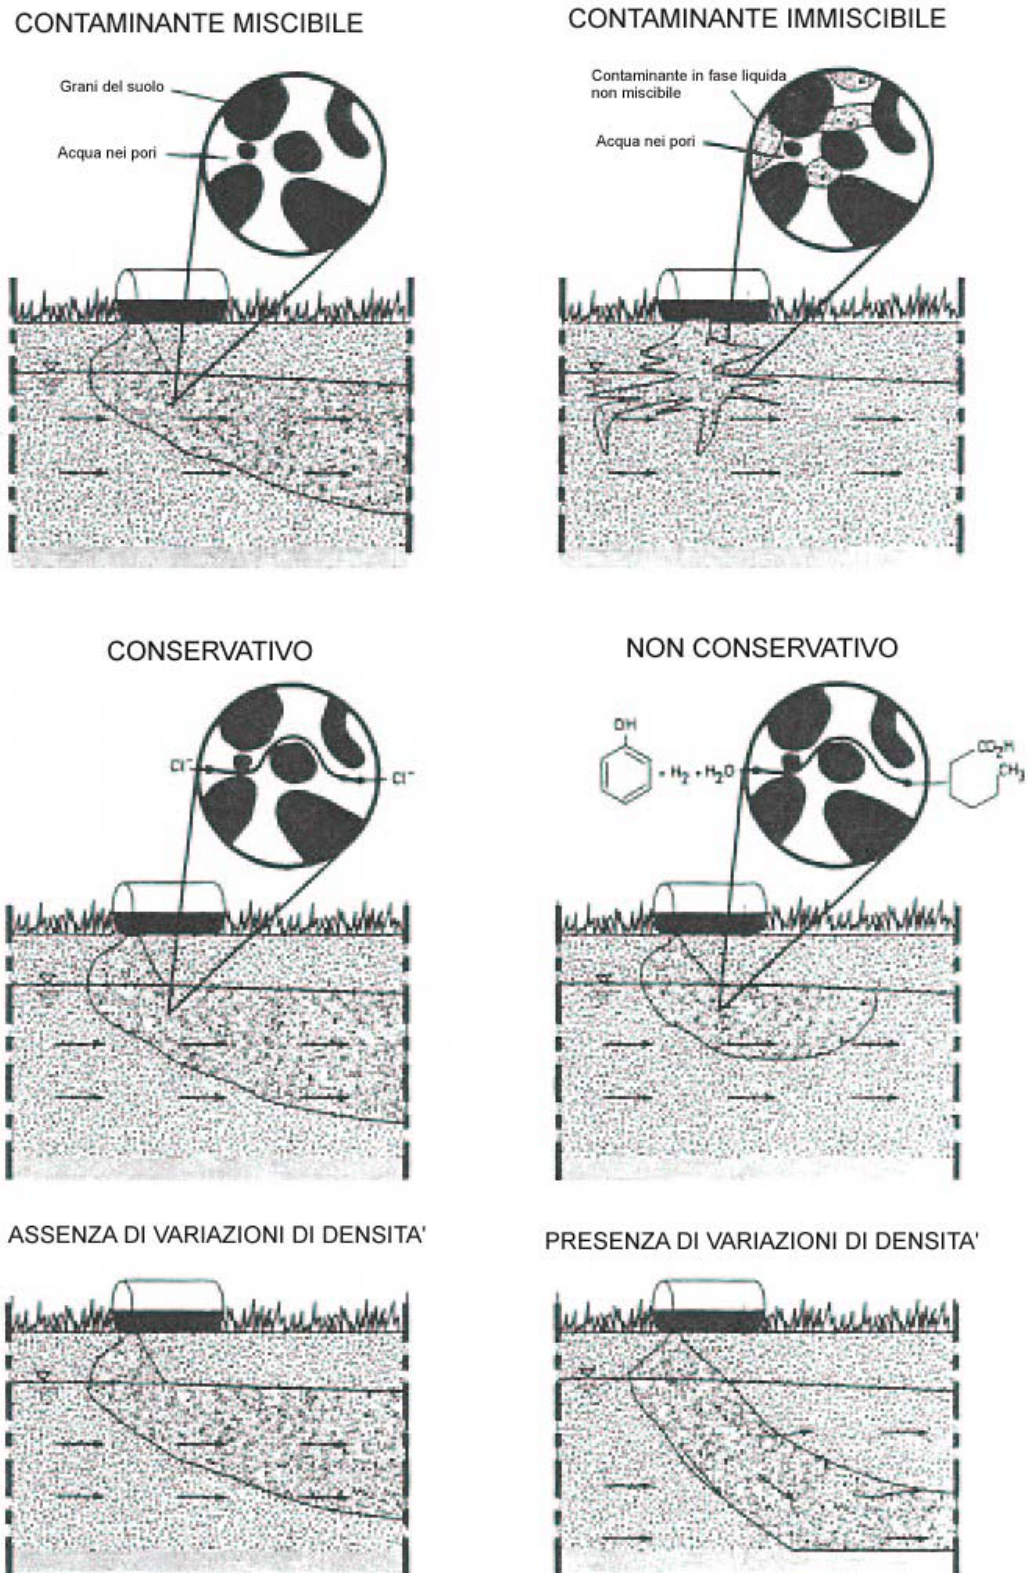 CONTAMINANTE MISCIBILE
CONTAMINANTE IMMISCIBILE
Grani del suolo
Acqua nei pori
Contaminante in fase liquida
non miscibile
Acqua nei pori
CONSERVATIVO
NON CONSERVATIVO
Cl⁻
Cl⁻
OH
+ H₂ + H₂O
CO₂H
CH₃
ASSENZA DI VARIAZIONI DI DENSITA'
PRESENZA DI VARIAZIONI DI DENSITA'